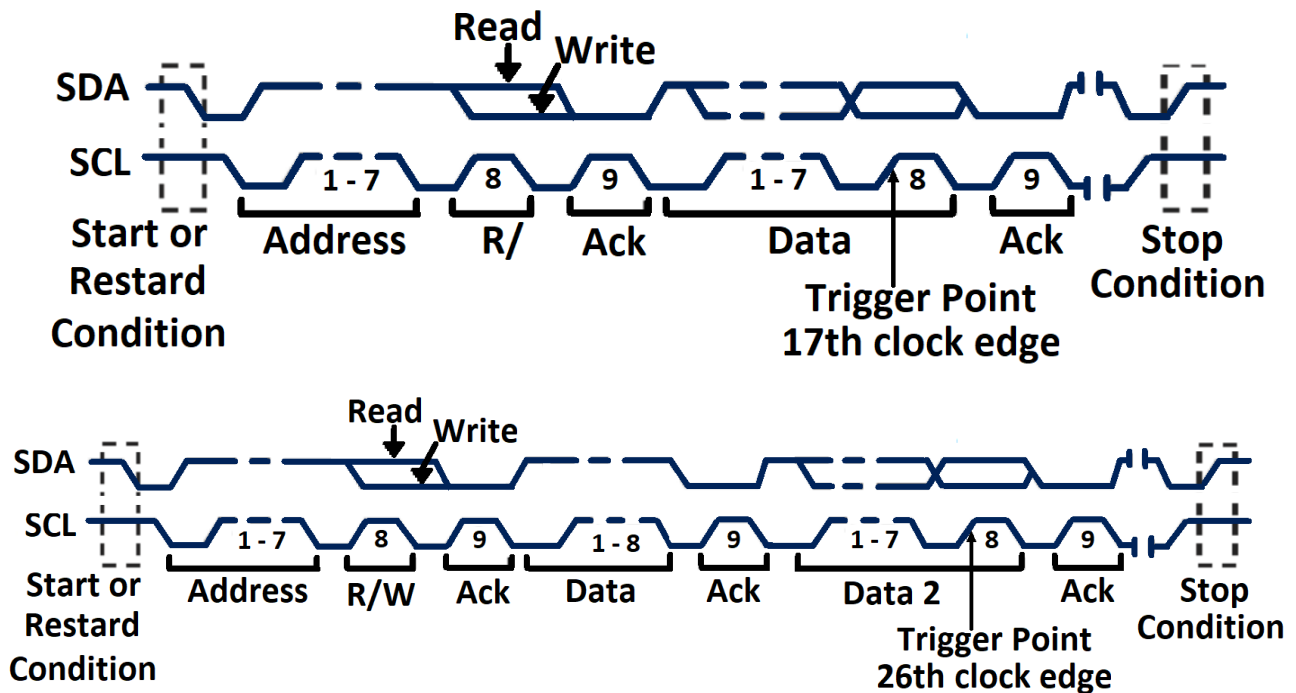 Read
Write
SDA
SCL
1 - 7
8
9
1 - 7
8
9
Start or
Restard
Condition
Address
R/
Ack
Data
Ack
Stop
Condition
Trigger Point
17th clock edge
Read
Write
SDA
SCL
1 - 7
8
9
1 - 8
9
1 - 7
8
9
Start or
Restard
Condition
Address
R/W
Ack
Data
Ack
Data 2
Ack
Stop
Condition
Trigger Point
26th clock edge